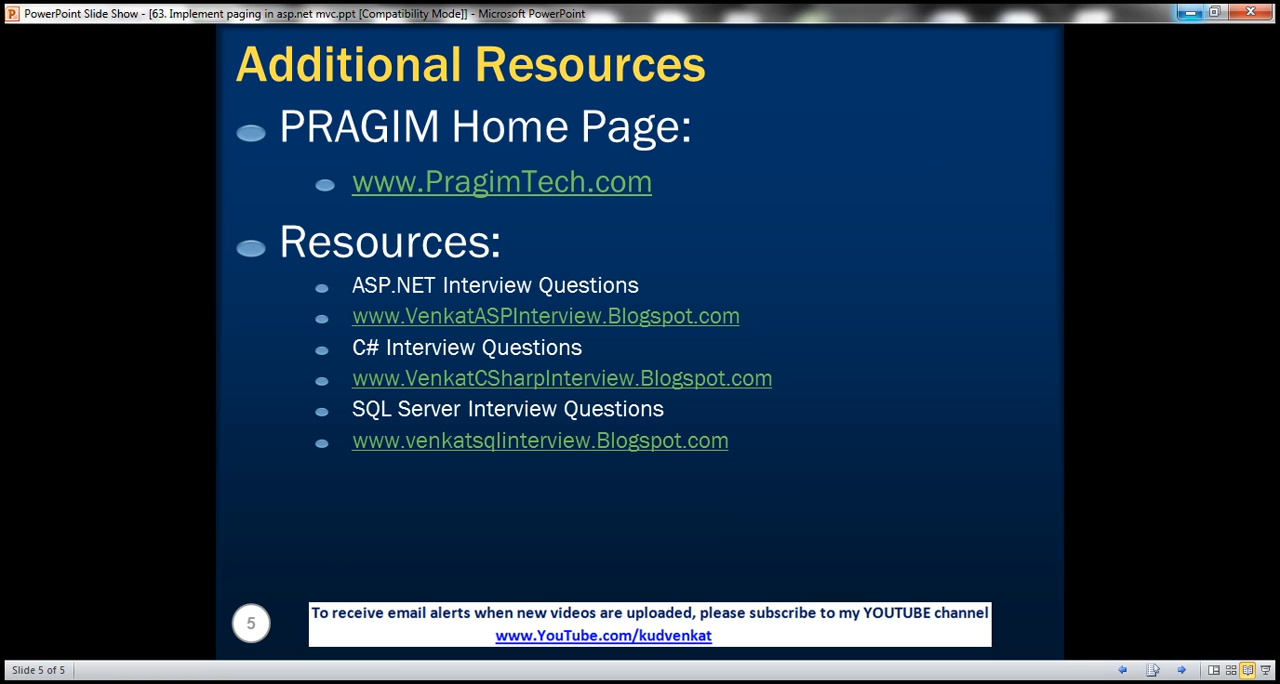 PowerPoint Slide Show - [63. Implement paging in asp.net mvc.ppt [Compatibility Mode]] - Microsoft PowerPoint
Additional Resources
PRAGIM Home Page:
www.PragimTech.com
Resources:
ASP.NET Interview Questions
www.VenkatASPInterview.Blogspot.com
C# Interview Questions
www.VenkatCSharpInterview.Blogspot.com
SQL Server Interview Questions
www.venkatsqlinterview.Blogspot.com
5
To receive email alerts when new videos are uploaded, please subscribe to my YOUTUBE channel
www.YouTube.com/kudvenkat
Slide 5 of 5